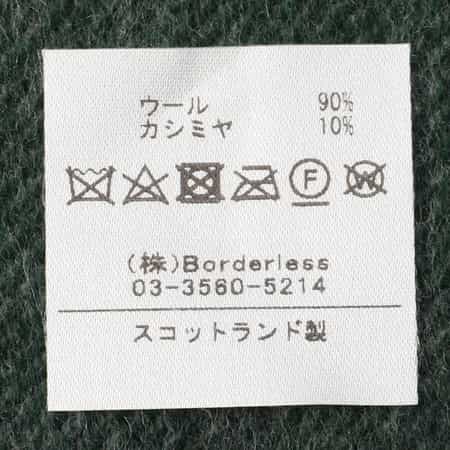 ウール 90%
カシミヤ 10%
F W
(株)Borderless
03-3560-5214
スコットランド製